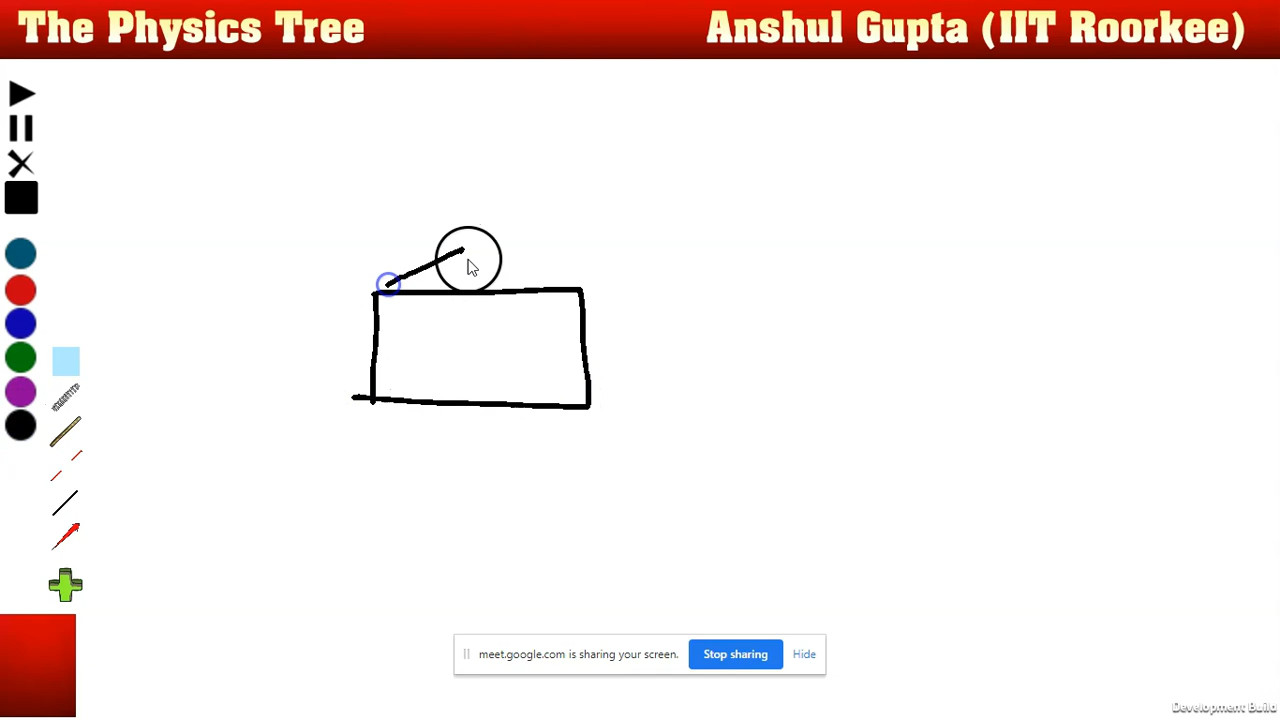 The Physics Tree
Anshul Gupta (IIT Roorkee)
meet.google.com is sharing your screen.
Stop sharing
Hide
Development Build